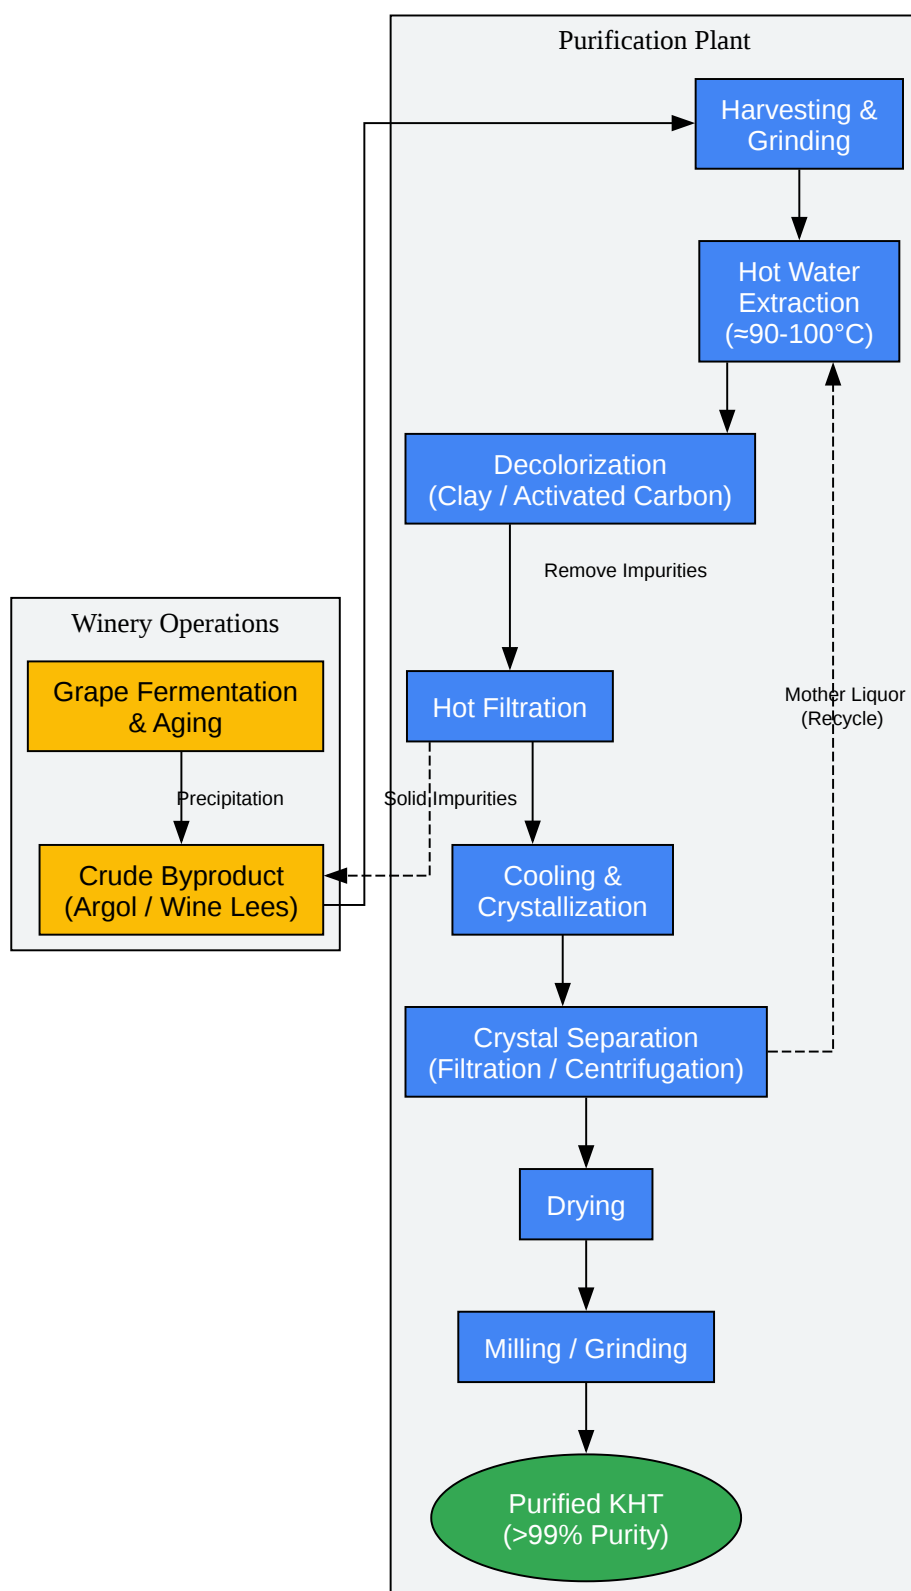 Purification Plant
Harvesting &
Grinding
Hot Water
Extraction
(≈90-100°C)
Decolorization
(Clay / Activated Carbon)
Remove Impurities
Winery Operations
Grape Fermentation
& Aging
Hot Filtration
Mother Liquor
(Recycle)
Precipitation
Solid Impurities
Crude Byproduct
(Argol / Wine Lees)
Cooling &
Crystallization
Crystal Separation
(Filtration / Centrifugation)
Drying
Milling / Grinding
Purified KHT
(>99% Purity)